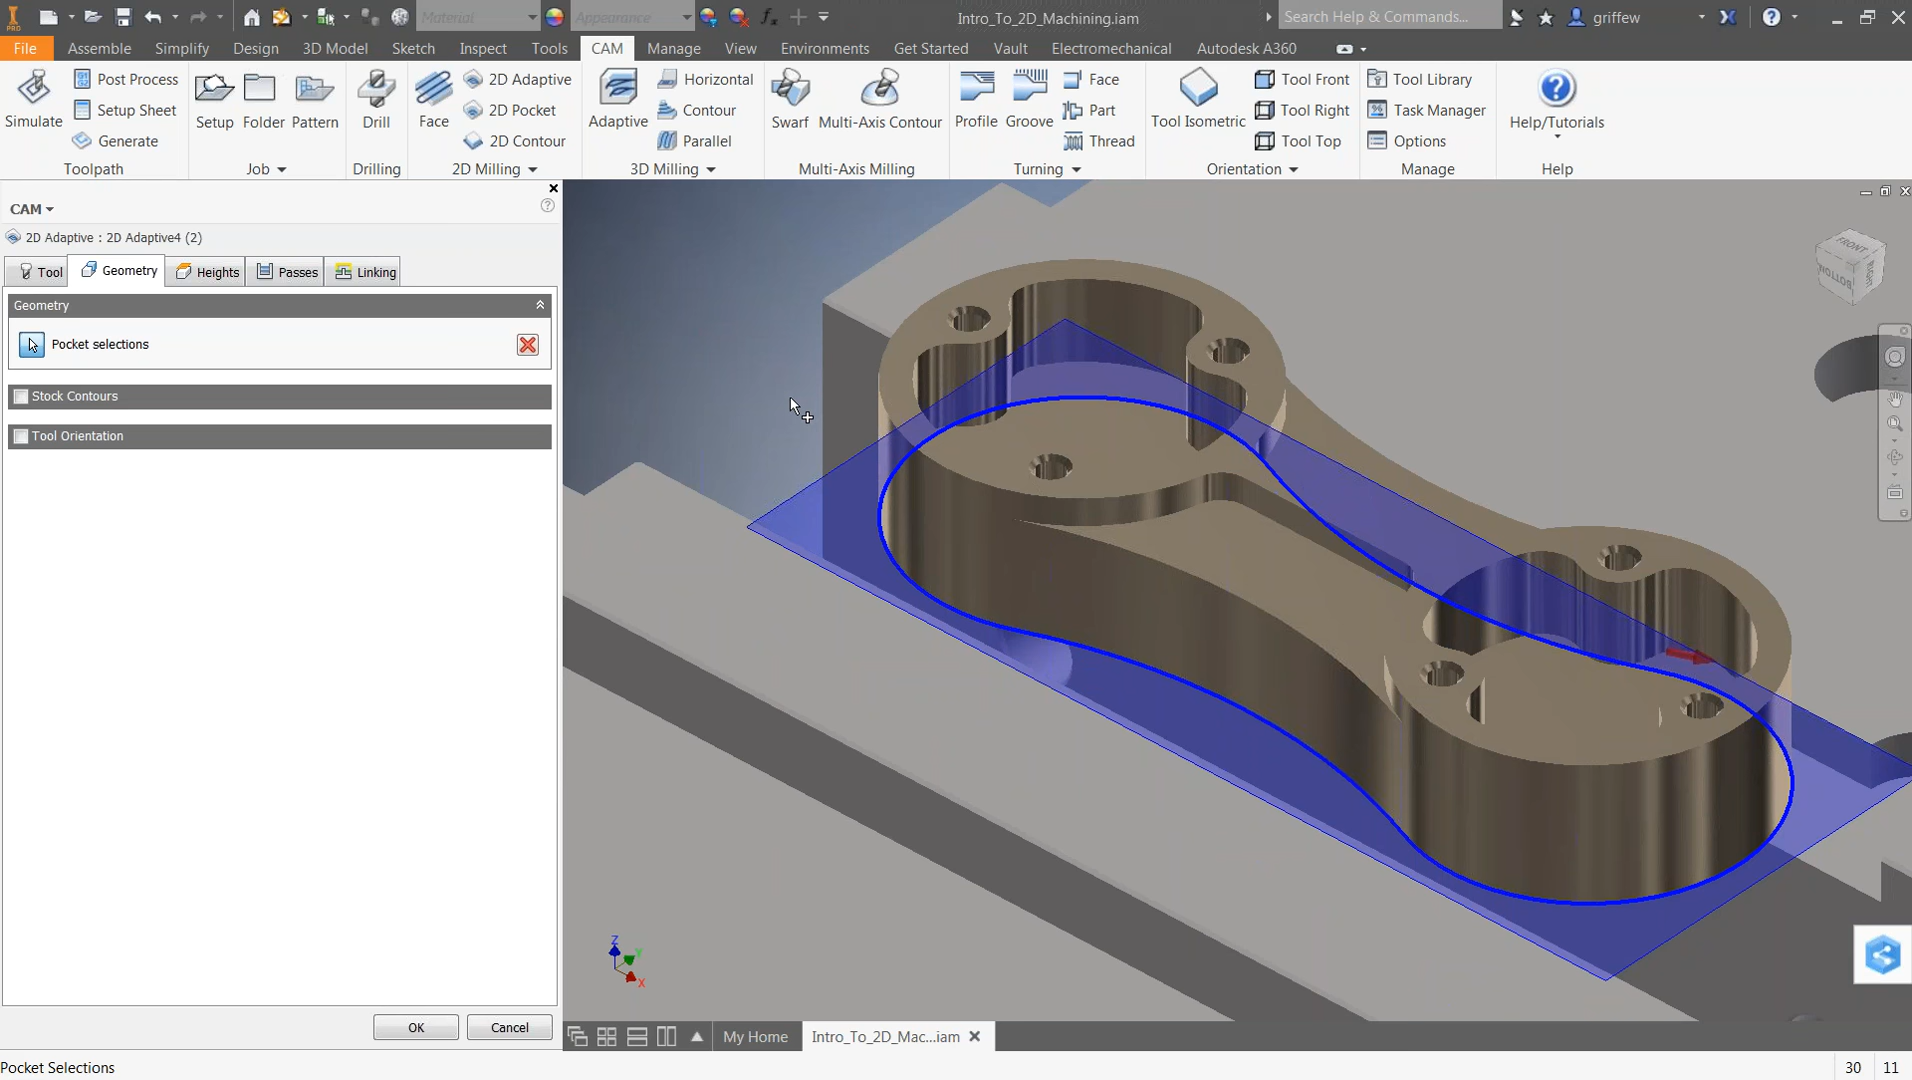 PRO
Material
Appearance
Intro_To_2D_Machining.iam
Search Help & Commands...
griffew
File
Assemble
Simplify
Design
3D Model
Sketch
Inspect
Tools
CAM
Manage
View
Environments
Get Started
Vault
Electromechanical
Autodesk A360
Simulate
Post Process
Setup Sheet
Generate
Toolpath
Setup
Folder
Pattern
Job
Drill
Drilling
Face
2D Adaptive
2D Pocket
2D Contour
2D Milling
Adaptive
Horizontal
Contour
Parallel
3D Milling
Swarf
Multi-Axis Contour
Multi-Axis Milling
Profile
Groove
Face
Part
Thread
Turning
Tool Isometric
Tool Front
Tool Right
Tool Top
Orientation
Tool Library
Task Manager
Options
Manage
Help/Tutorials
Help
CAM
2D Adaptive : 2D Adaptive4 (2)
Tool
Geometry
Heights
Passes
Linking
Geometry
Pocket selections
Stock Contours
Tool Orientation
OK
Cancel
FRONT
BOTTOM
RIGHT
Z
Y
X
My Home
Intro_To_2D_Mac...iam
Pocket Selections
30
11